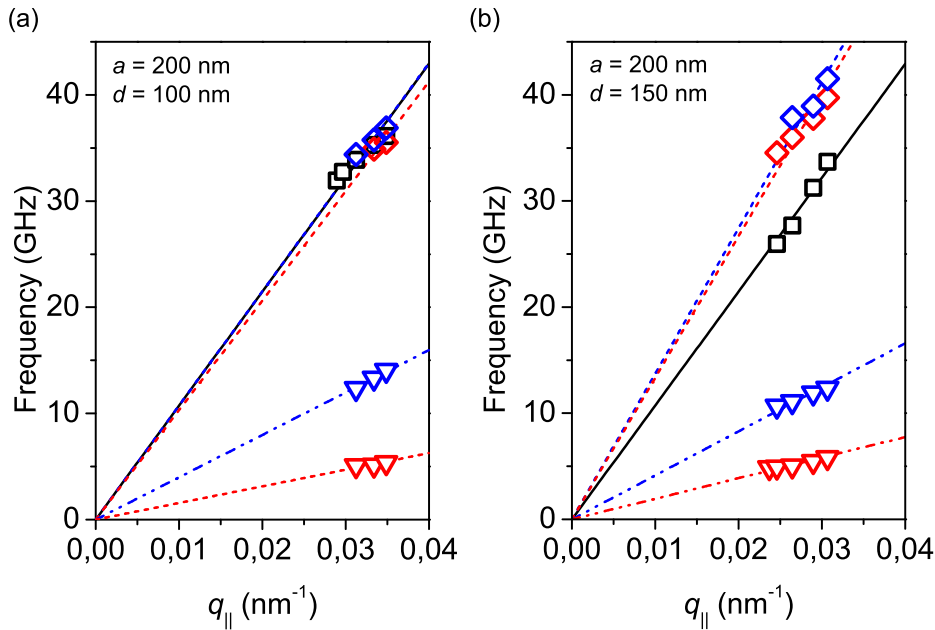 (a)
(b)
a = 200 nm
d = 100 nm
a = 200 nm
d = 150 nm
Frequency (GHz)
40
30
20
10
0
0,00 0,01 0,02 0,03 0,04
q|| (nm⁻¹)
Frequency (GHz)
40
30
20
10
0
0,00 0,01 0,02 0,03 0,04
q|| (nm⁻¹)